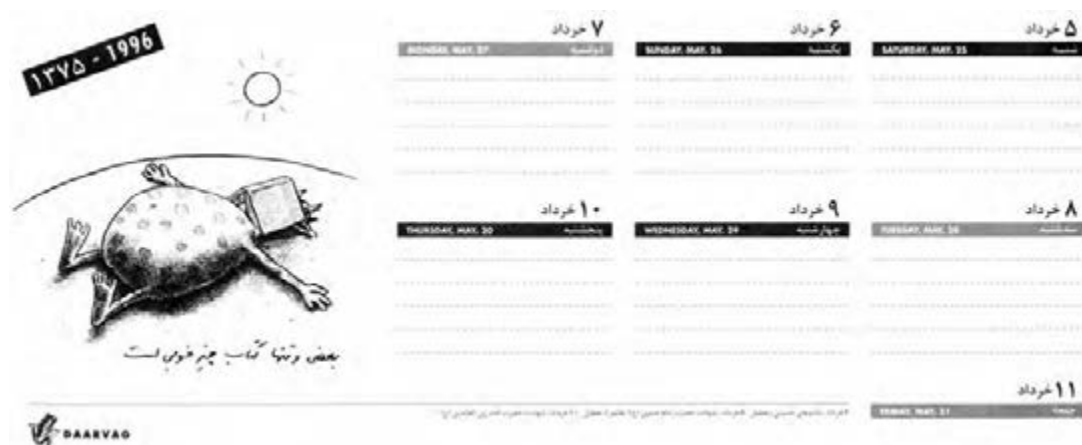 ۱۳۷۵ - 1996
۵ خرداد
SATURDAY, MAY. 25 شنبه
۶ خرداد
SUNDAY, MAY. 26 یکشنبه
۷ خرداد
MONDAY, MAY. 27 دوشنبه
۸ خرداد
TUESDAY, MAY. 28 سه‌شنبه
۹ خرداد
WEDNESDAY, MAY. 29 چهارشنبه
۱۰ خرداد
THURSDAY, MAY. 30 پنجشنبه
۱۱ خرداد
FRIDAY, MAY. 31 جمعه
بعضی وقتها کتاب چیز خوبی است
DAARVAG